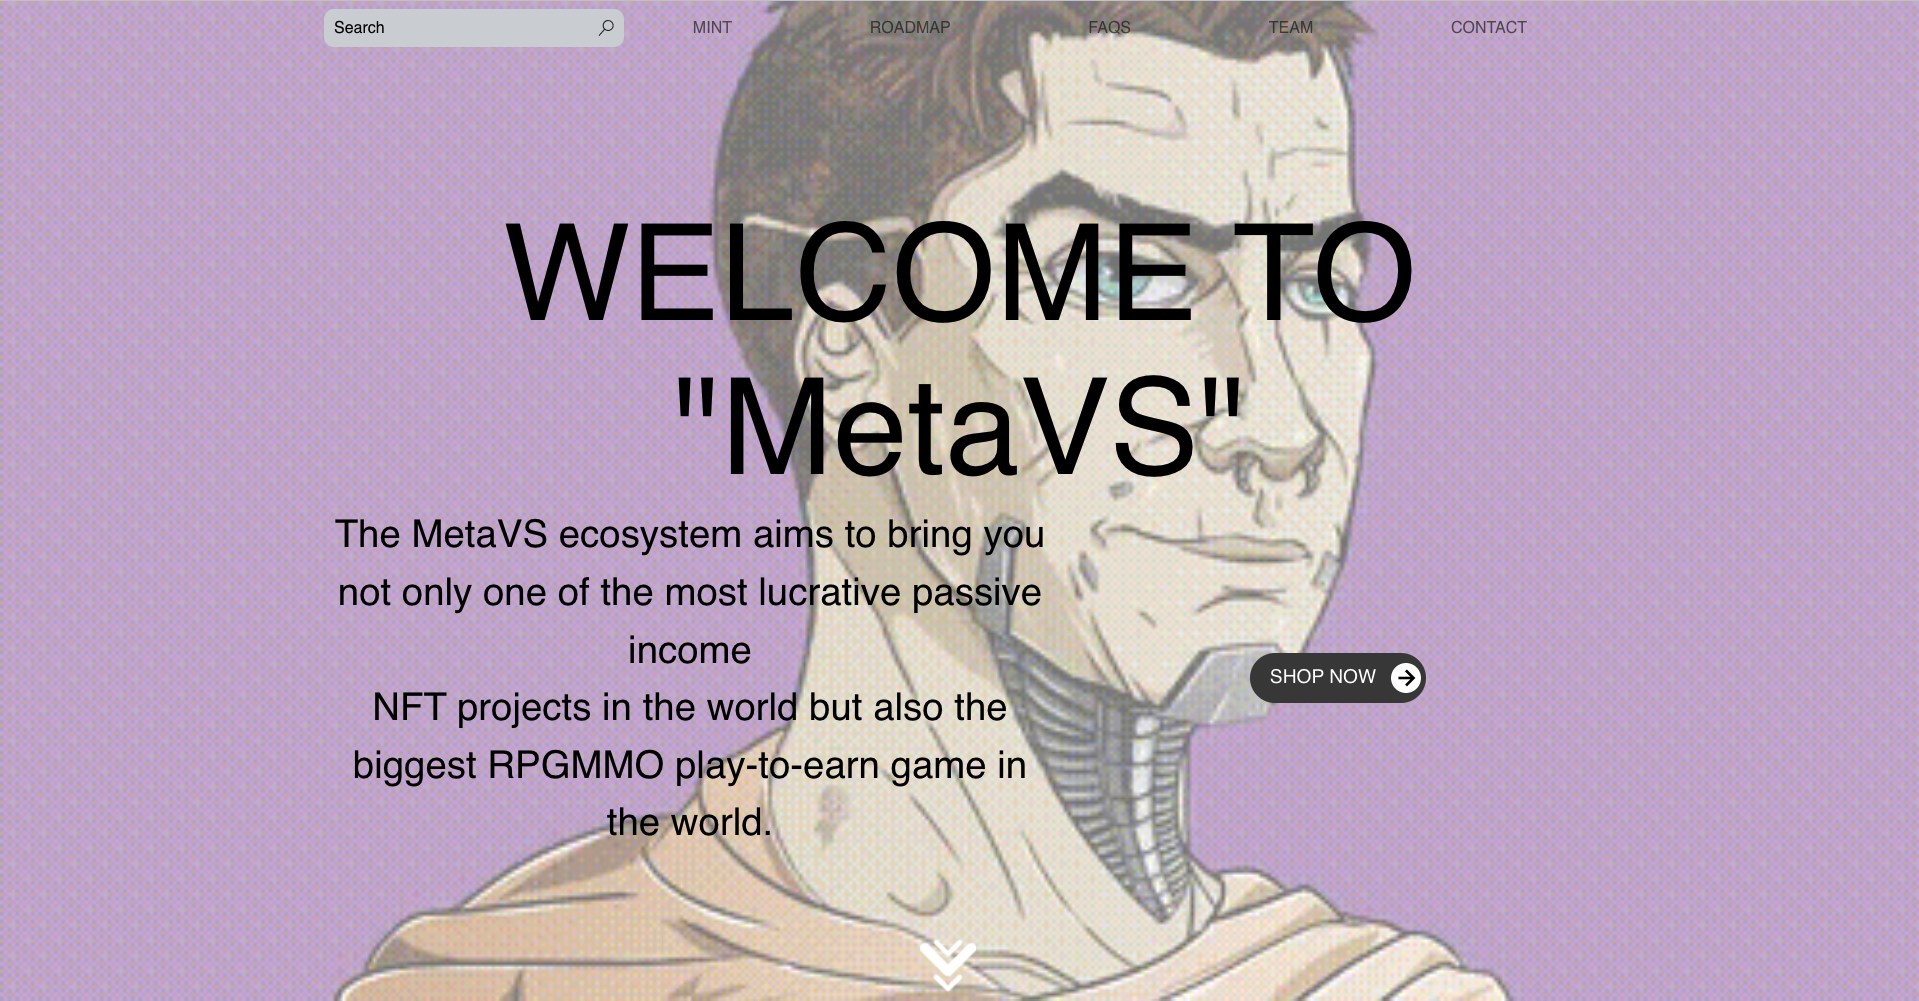 Search
MINT
ROADMAP
FAQS
TEAM
CONTACT
WELCOME TO
"MetaVS"
The MetaVS ecosystem aims to bring you
not only one of the most lucrative passive
income
NFT projects in the world but also the
biggest RPGMMO play-to-earn game in
the world.
SHOP NOW